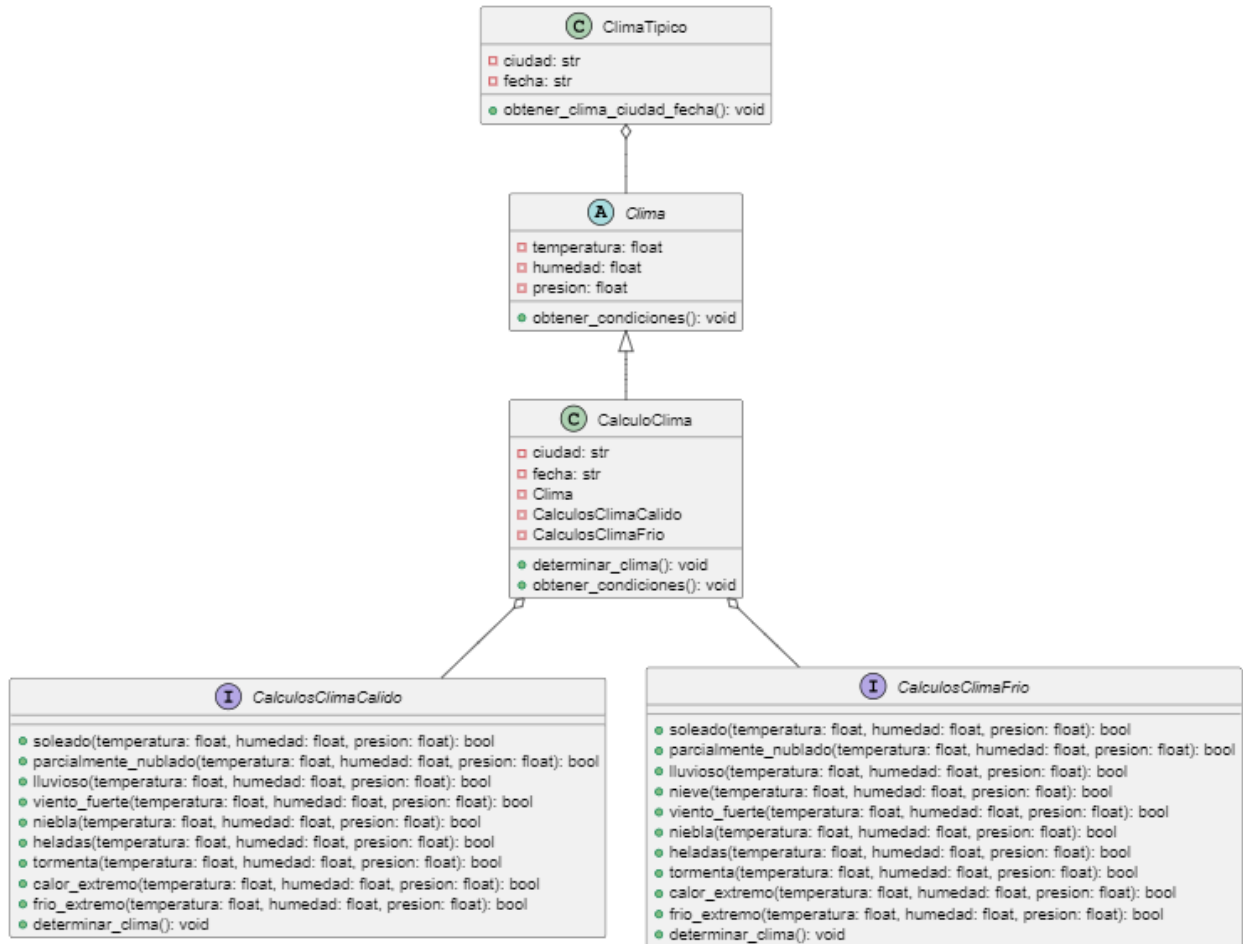 C ClimaTipico
ciudad: str
fecha: str
obtener_clima_ciudad_fecha(): void
A Clima
temperatura: float
humedad: float
presion: float
obtener_condiciones(): void
C CalculoClima
ciudad: str
fecha: str
Clima
CalculosClimaCalido
CalculosClimaFrio
determinar_clima(): void
obtener_condiciones(): void
I CalculosClimaCalido
soleado(temperatura: float, humedad: float, presion: float): bool
parcialmente_nublado(temperatura: float, humedad: float, presion: float): bool
lluvioso(temperatura: float, humedad: float, presion: float): bool
viento_fuerte(temperatura: float, humedad: float, presion: float): bool
niebla(temperatura: float, humedad: float, presion: float): bool
heladas(temperatura: float, humedad: float, presion: float): bool
tormenta(temperatura: float, humedad: float, presion: float): bool
calor_extremo(temperatura: float, humedad: float, presion: float): bool
frio_extremo(temperatura: float, humedad: float, presion: float): bool
determinar_clima(): void
I CalculosClimaFrio
soleado(temperatura: float, humedad: float, presion: float): bool
parcialmente_nublado(temperatura: float, humedad: float, presion: float): bool
lluvioso(temperatura: float, humedad: float, presion: float): bool
nieve(temperatura: float, humedad: float, presion: float): bool
viento_fuerte(temperatura: float, humedad: float, presion: float): bool
niebla(temperatura: float, humedad: float, presion: float): bool
heladas(temperatura: float, humedad: float, presion: float): bool
tormenta(temperatura: float, humedad: float, presion: float): bool
calor_extremo(temperatura: float, humedad: float, presion: float): bool
frio_extremo(temperatura: float, humedad: float, presion: float): bool
determinar_clima(): void